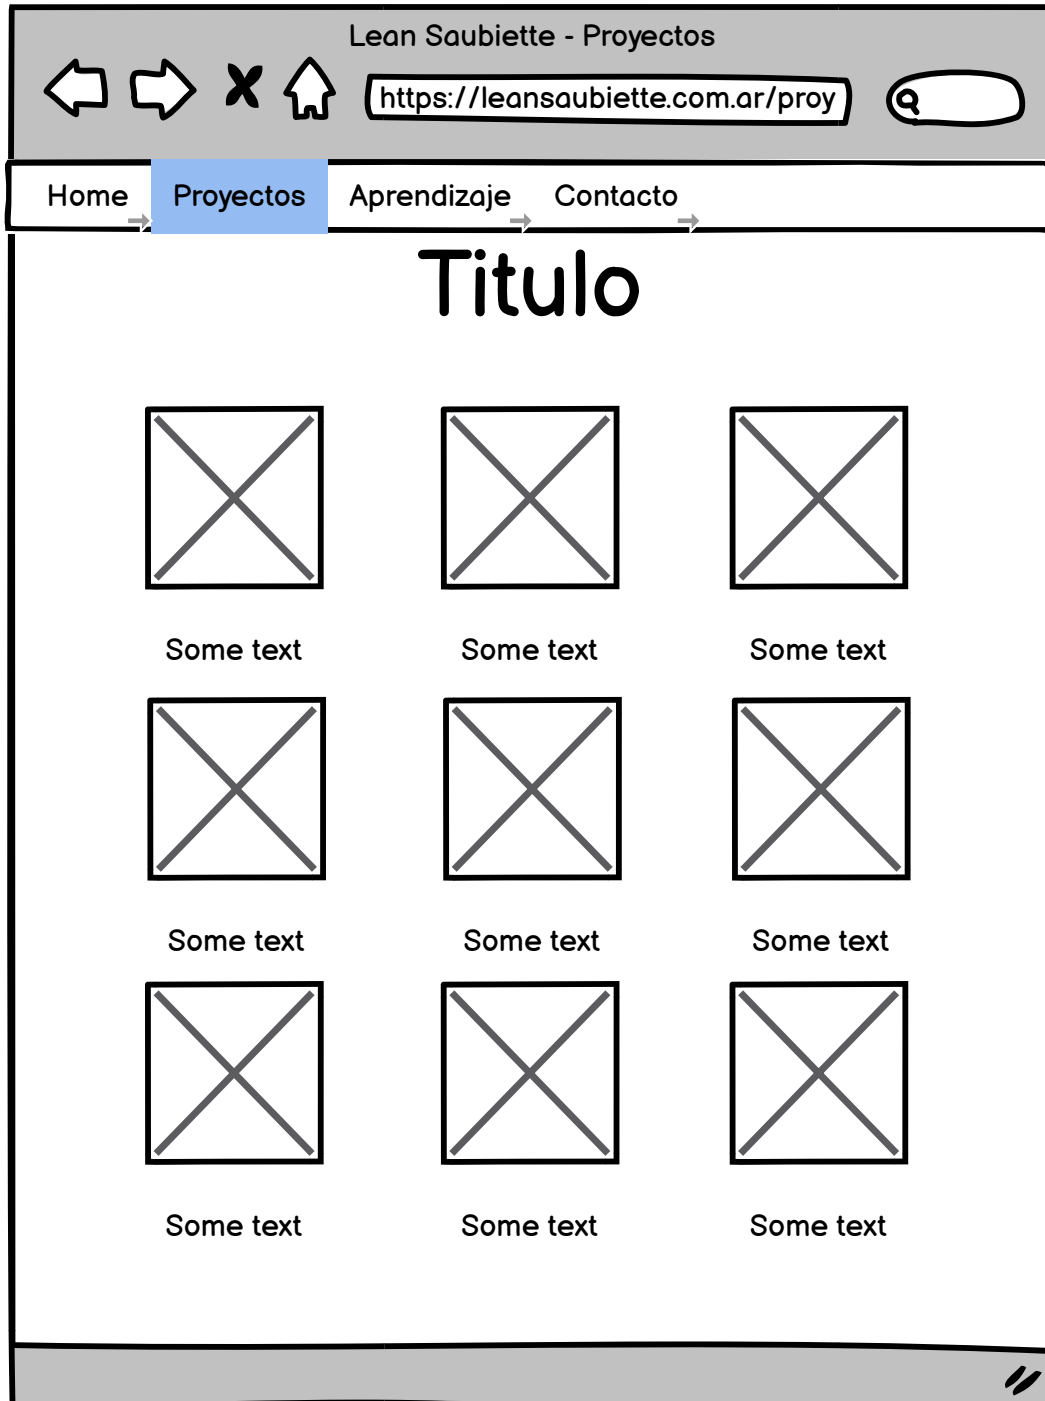 Lean Saubiette - Proyectos
https://leansaubiette.com.ar/proy
Home Proyectos Aprendizaje Contacto
Titulo
Some text Some text Some text
Some text Some text Some text
Some text Some text Some text